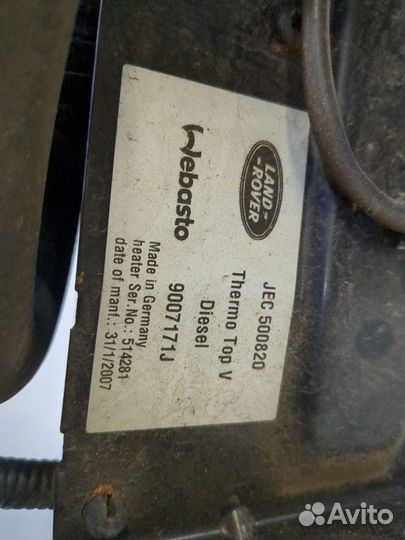 LAND-
-ROVER
JEC 500820
Thermo Top V
Diesel
Webasto
9007171J
Made in Germany
heater Ser.No.: 514281
date of manf.: 31/1/2007
Avito